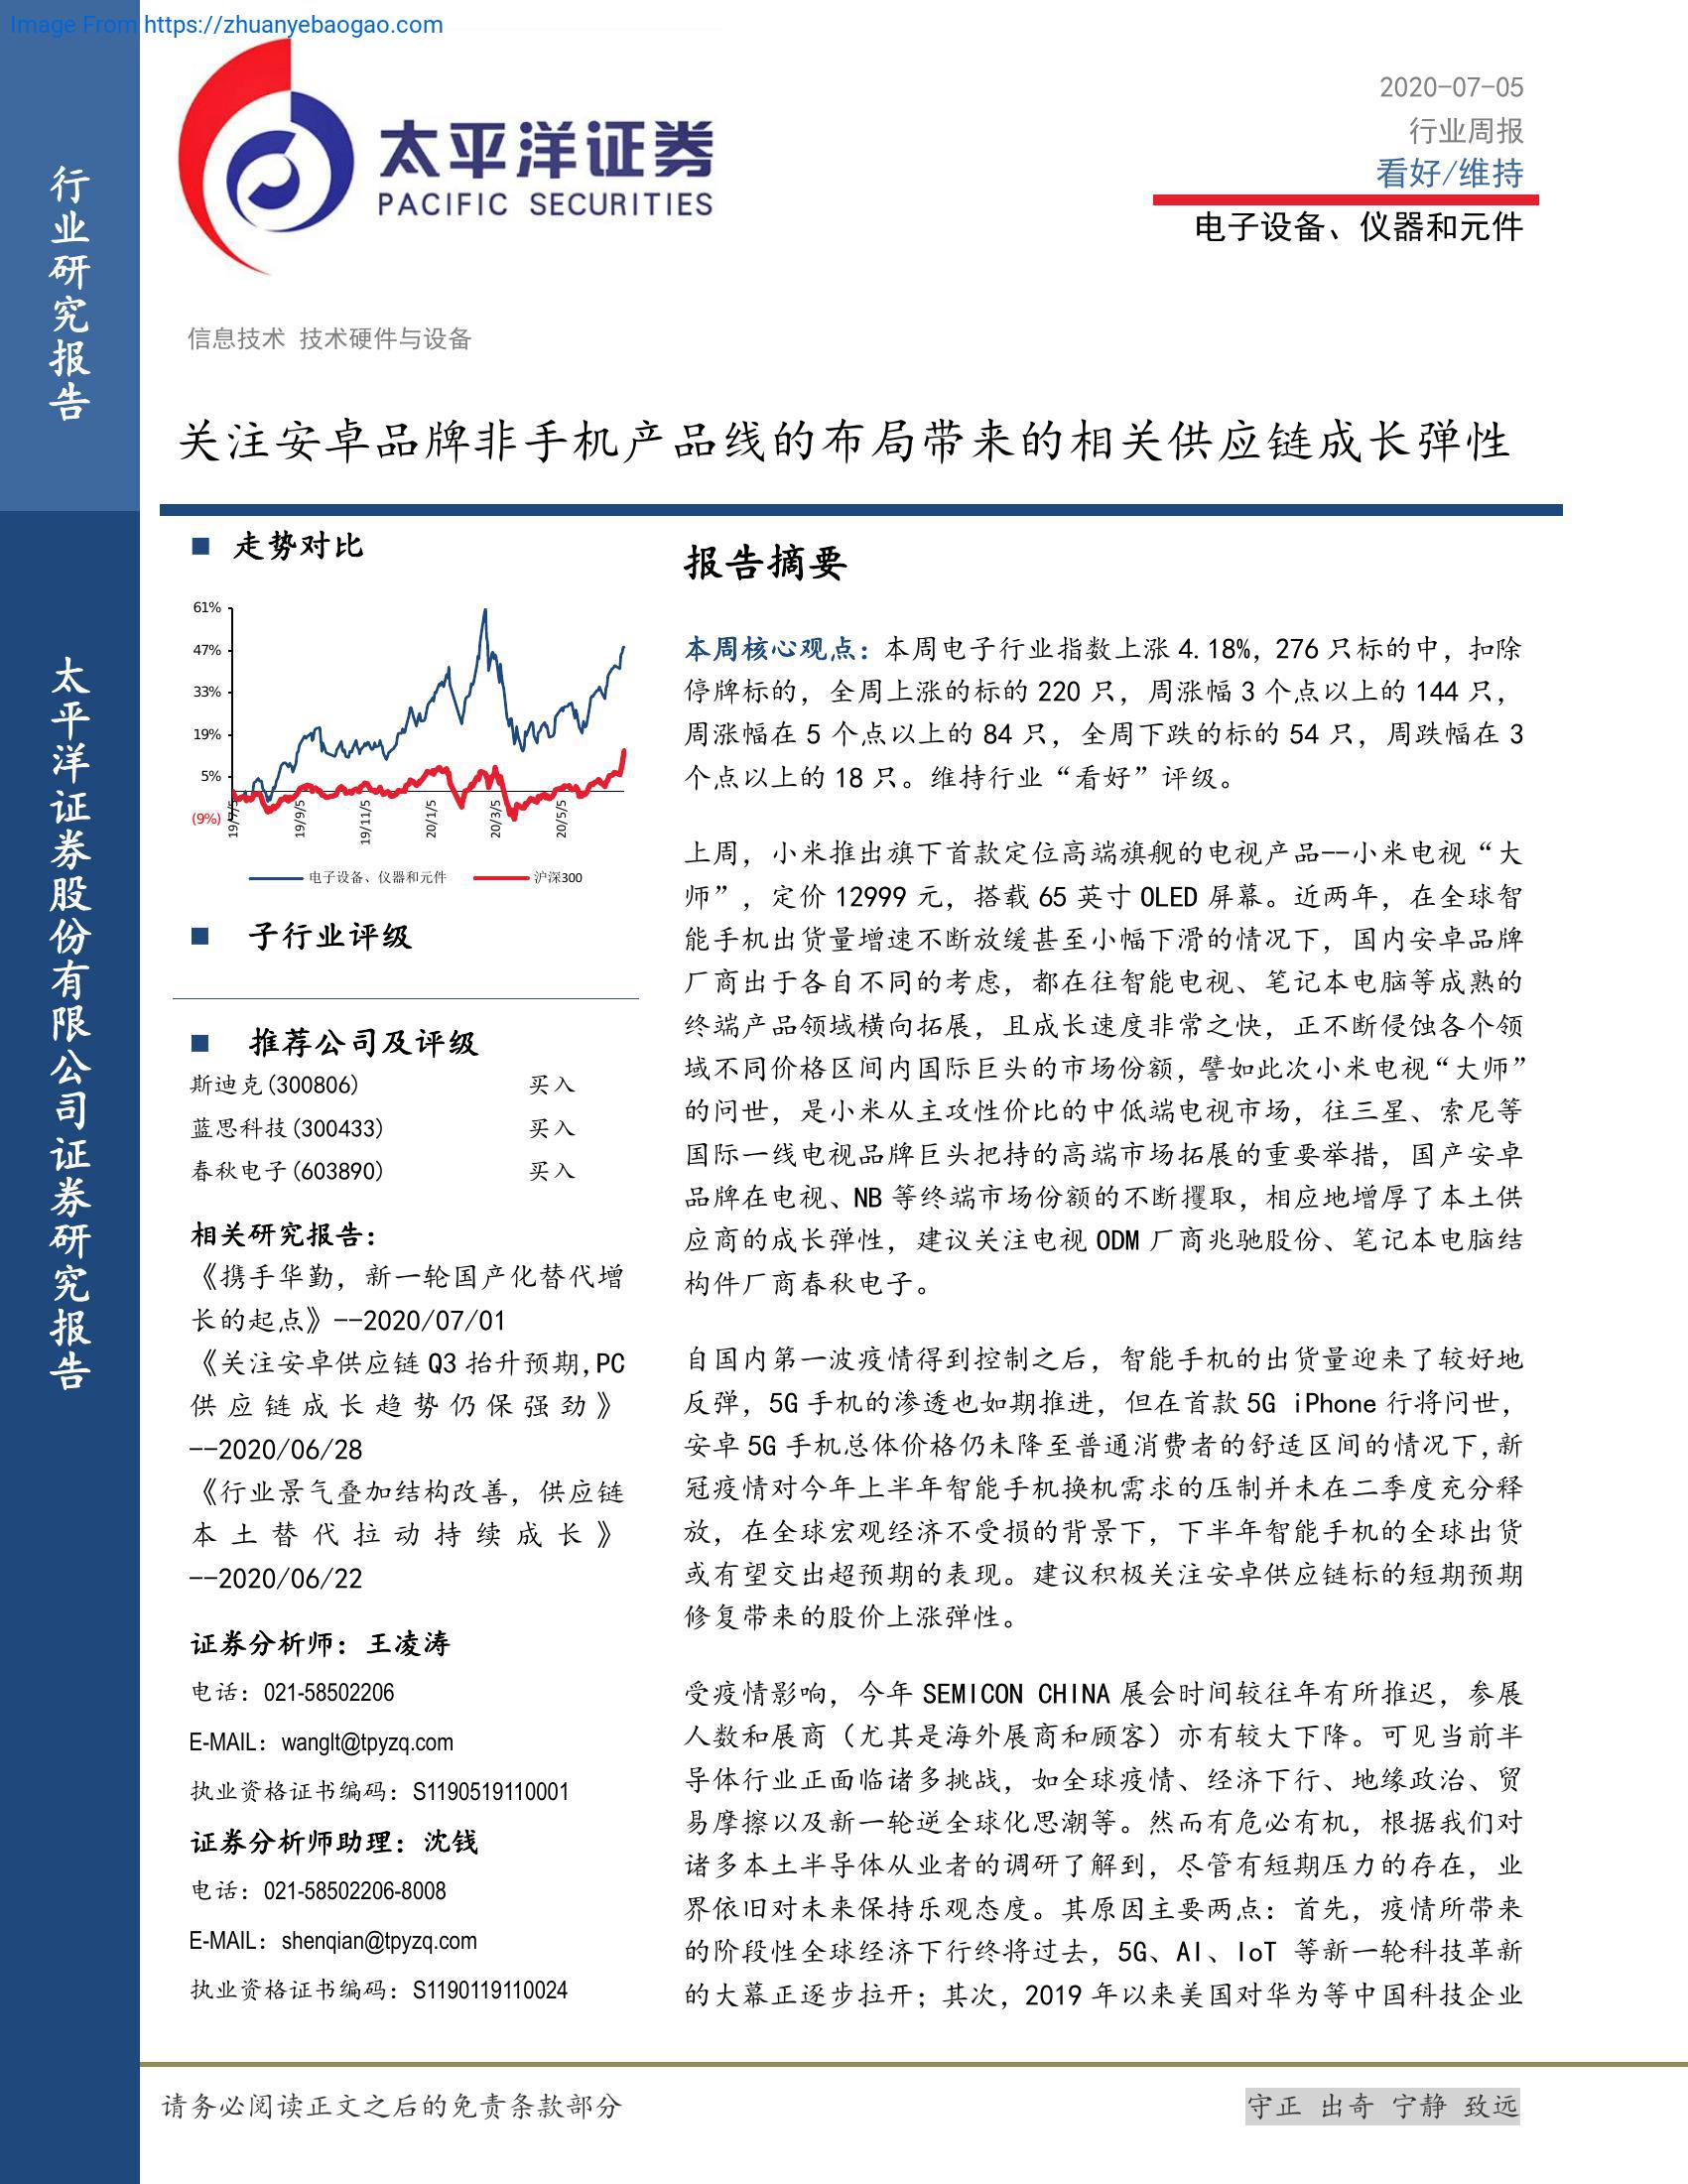 Image From https://zhuanyebaogao.com
行业研究报告
太平洋证券股份有限公司证券研究报告
太平洋证券
PACIFIC SECURITIES
2020-07-05
行业周报
看好/维持
电子设备、仪器和元件
信息技术 技术硬件与设备
关注安卓品牌非手机产品线的布局带来的相关供应链成长弹性
■ 走势对比
61%
47%
33%
19%
5%
(9%)
19/7/5
19/9/5
19/11/5
20/1/5
20/3/5
20/5/5
电子设备、仪器和元件
沪深300
■ 子行业评级
■ 推荐公司及评级
斯迪克(300806) 买入
蓝思科技(300433) 买入
春秋电子(603890) 买入
相关研究报告：
《携手华勤，新一轮国产化替代增
长的起点》--2020/07/01
《关注安卓供应链 Q3 抬升预期,PC
供应链成长趋势仍保强劲》
--2020/06/28
《行业景气叠加结构改善，供应链
本土替代拉动持续成长》
--2020/06/22
证券分析师：王凌涛
电话：021-58502206
E-MAIL：wanglt@tpyzq.com
执业资格证书编码：S1190519110001
证券分析师助理：沈钱
电话：021-58502206-8008
E-MAIL：shenqian@tpyzq.com
执业资格证书编码：S1190119110024
报告摘要
本周核心观点：本周电子行业指数上涨 4.18%，276 只标的中，扣除
停牌标的，全周上涨的标的 220 只，周涨幅 3 个点以上的 144 只，
周涨幅在 5 个点以上的 84 只，全周下跌的标的 54 只，周跌幅在 3
个点以上的 18 只。维持行业“看好”评级。
上周，小米推出旗下首款定位高端旗舰的电视产品--小米电视“大
师”，定价 12999 元，搭载 65 英寸 OLED 屏幕。近两年，在全球智
能手机出货量增速不断放缓甚至小幅下滑的情况下，国内安卓品牌
厂商出于各自不同的考虑，都在往智能电视、笔记本电脑等成熟的
终端产品领域横向拓展，且成长速度非常之快，正不断侵蚀各个领
域不同价格区间内国际巨头的市场份额，譬如此次小米电视“大师”
的问世，是小米从主攻性价比的中低端电视市场，往三星、索尼等
国际一线电视品牌巨头把持的高端市场拓展的重要举措，国产安卓
品牌在电视、NB 等终端市场份额的不断攫取，相应地增厚了本土供
应商的成长弹性，建议关注电视 ODM 厂商兆驰股份、笔记本电脑结
构件厂商春秋电子。
自国内第一波疫情得到控制之后，智能手机的出货量迎来了较好地
反弹，5G 手机的渗透也如期推进，但在首款 5G iPhone 行将问世，
安卓 5G 手机总体价格仍未降至普通消费者的舒适区间的情况下，新
冠疫情对今年上半年智能手机换机需求的压制并未在二季度充分释
放，在全球宏观经济不受损的背景下，下半年智能手机的全球出货
或有望交出超预期的表现。建议积极关注安卓供应链标的短期预期
修复带来的股价上涨弹性。
受疫情影响，今年 SEMICON CHINA 展会时间较往年有所推迟，参展
人数和展商（尤其是海外展商和顾客）亦有较大下降。可见当前半
导体行业正面临诸多挑战，如全球疫情、经济下行、地缘政治、贸
易摩擦以及新一轮逆全球化思潮等。然而有危必有机，根据我们对
诸多本土半导体从业者的调研了解到，尽管有短期压力的存在，业
界依旧对未来保持乐观态度。其原因主要两点：首先，疫情所带来
的阶段性全球经济下行终将过去，5G、AI、IoT 等新一轮科技革新
的大幕正逐步拉开；其次，2019 年以来美国对华为等中国科技企业
请务必阅读正文之后的免责条款部分
守正 出奇 宁静 致远